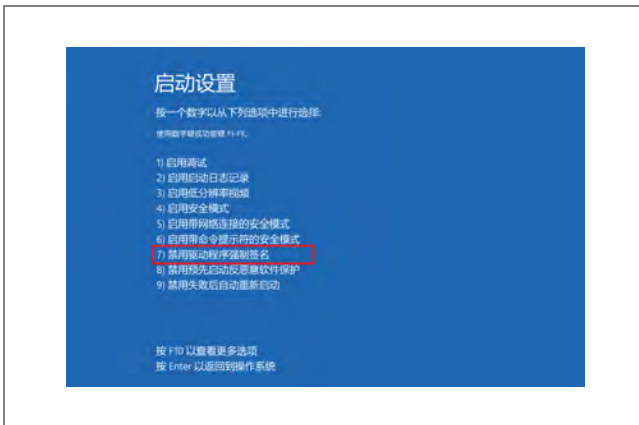 启动设置
按一个数字以从下列选项中进行选择:
使用数字键或功能键 F1-F9。
1) 启用调试
2) 启用启动日志记录
3) 启用低分辨率视频
4) 启用安全模式
5) 启用带网络连接的安全模式
6) 启用带命令提示符的安全模式
7) 禁用驱动程序强制签名
8) 禁用预先启动反恶意软件保护
9) 禁用失败后自动重新启动
按 F10 以查看更多选项
按 Enter 以返回到操作系统